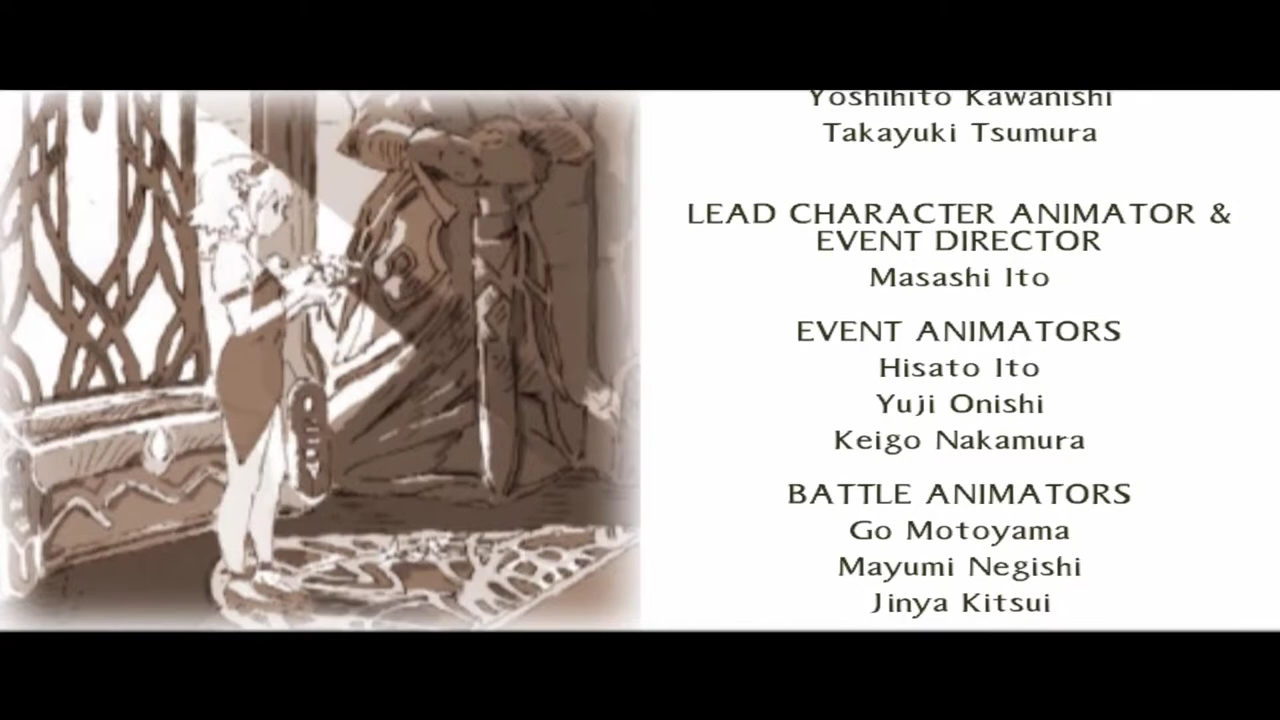 Yoshihito Kawanishi
Takayuki Tsumura
LEAD CHARACTER ANIMATOR &
EVENT DIRECTOR
Masashi Ito
EVENT ANIMATORS
Hisato Ito
Yuji Onishi
Keigo Nakamura
BATTLE ANIMATORS
Go Motoyama
Mayumi Negishi
Jinya Kitsui